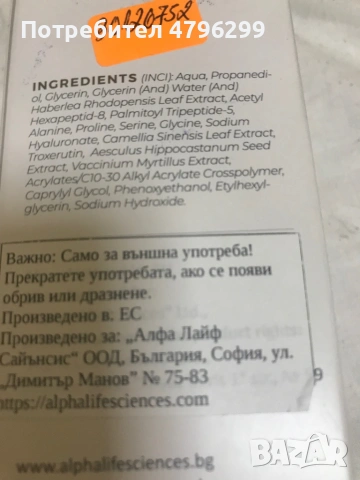 Потребител 288699
60420752
INGREDIENTS (INCI): Aqua, Propanedi-
ol, Glycerin, Glycerin (And) Water (And)
Haberlea Rhodopensis Leaf Extract, Acetyl
Hexapeptid-8, Palmitoyl Tripeptide-5,
Alanine, Proline, Serine, Glycine, Sodium
Hyaluronate, Camellia Sinensis Leaf Extract,
Troxerutin, Aesculus Hippocastanum Seed
Extract, Vaccinium Myrtillus Extract,
Acrylates/C10-30 Alkyl Acrylate Crosspolymer,
Caprylyl Glycol, Phenoxyethanol, Etylhexyl-
glycerin, Sodium Hydroxide.
Важно: Само за външна употреба!
Прекратете употребата, ако се появи
обрив или дразнене.
Произведено в: ЕС
Произведено за: „Алфа Лайф
Сайънсис“ ООД, България, София, ул.
„Димитър Манов” № 75-83
https://alphalifesciences.com
www.alphalifesciences.bg
BAZAR